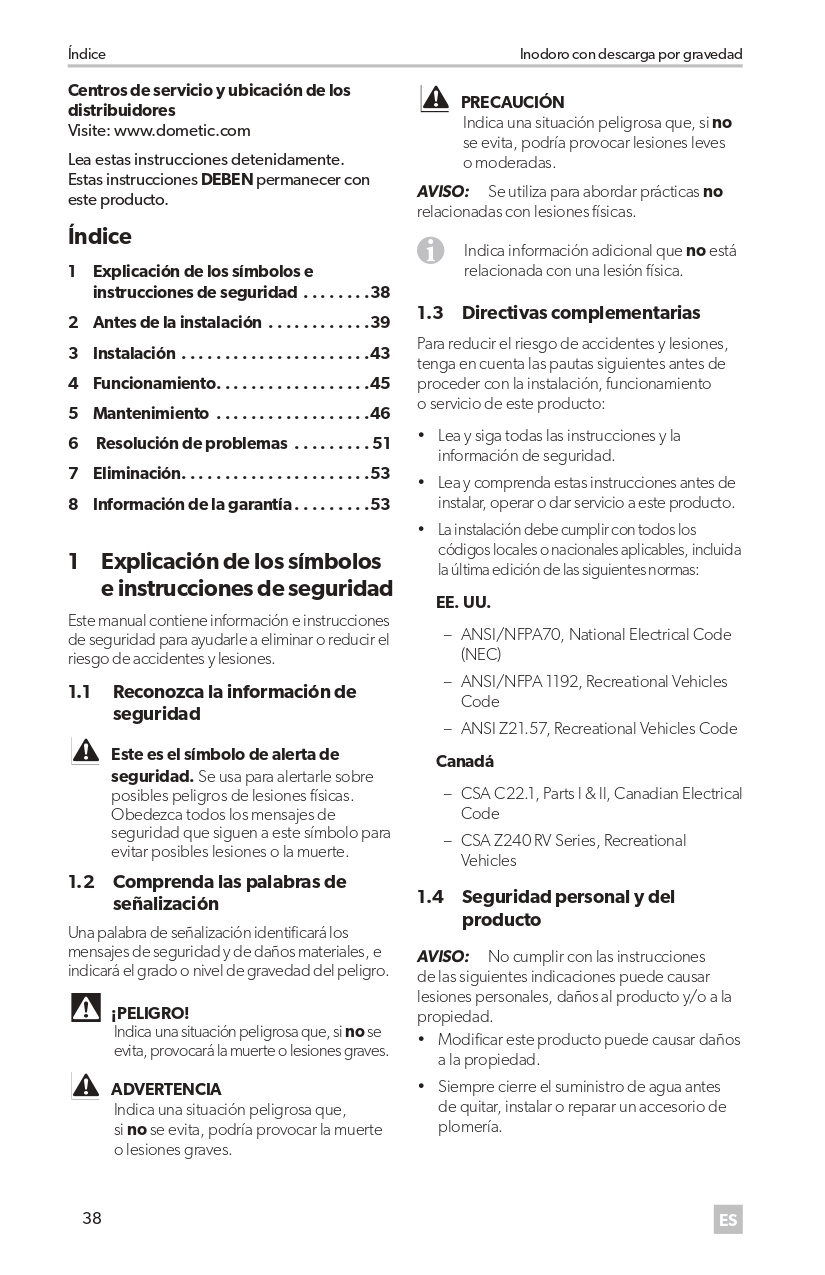 Índice
Inodoro con descarga por gravedad
Centros de servicio y ubicación de los
distribuidores
Visite: www.dometic.com
Lea estas instrucciones detenidamente.
Estas instrucciones DEBEN permanecer con
este producto.
Índice
1 Explicación de los símbolos e
instrucciones de seguridad . . . . . . . . 38
2 Antes de la instalación . . . . . . . . . . . . 39
3 Instalación . . . . . . . . . . . . . . . . . . . . . . 43
4 Funcionamiento. . . . . . . . . . . . . . . . . . 45
5 Mantenimiento . . . . . . . . . . . . . . . . . . 46
6 Resolución de problemas . . . . . . . . . 51
7 Eliminación. . . . . . . . . . . . . . . . . . . . . . 53
8 Información de la garantía . . . . . . . . . 53
1 Explicación de los símbolos
e instrucciones de seguridad
Este manual contiene información e instrucciones
de seguridad para ayudarle a eliminar o reducir el
riesgo de accidentes y lesiones.
1.1 Reconozca la información de
seguridad
Este es el símbolo de alerta de
seguridad. Se usa para alertarle sobre
posibles peligros de lesiones físicas.
Obedezca todos los mensajes de
seguridad que siguen a este símbolo para
evitar posibles lesiones o la muerte.
1.2 Comprenda las palabras de
señalización
Una palabra de señalización identificará los
mensajes de seguridad y de daños materiales, e
indicará el grado o nivel de gravedad del peligro.
¡PELIGRO!
Indica una situación peligrosa que, si no se
evita, provocará la muerte o lesiones graves.
ADVERTENCIA
Indica una situación peligrosa que,
si no se evita, podría provocar la muerte
o lesiones graves.
PRECAUCIÓN
Indica una situación peligrosa que, si no
se evita, podría provocar lesiones leves
o moderadas.
AVISO: Se utiliza para abordar prácticas no
relacionadas con lesiones físicas.
Indica información adicional que no está
relacionada con una lesión física.
1.3 Directivas complementarias
Para reducir el riesgo de accidentes y lesiones,
tenga en cuenta las pautas siguientes antes de
proceder con la instalación, funcionamiento
o servicio de este producto:
• Lea y siga todas las instrucciones y la
información de seguridad.
• Lea y comprenda estas instrucciones antes de
instalar, operar o dar servicio a este producto.
• La instalación debe cumplir con todos los
códigos locales o nacionales aplicables, incluida
la última edición de las siguientes normas:
EE. UU.
– ANSI/NFPA70, National Electrical Code
(NEC)
– ANSI/NFPA 1192, Recreational Vehicles
Code
– ANSI Z21.57, Recreational Vehicles Code
Canadá
– CSA C22.1, Parts l & ll, Canadian Electrical
Code
– CSA Z240 RV Series, Recreational
Vehicles
1.4 Seguridad personal y del
producto
AVISO: No cumplir con las instrucciones
de las siguientes indicaciones puede causar
lesiones personales, daños al producto y/o a la
propiedad.
• Modificar este producto puede causar daños
a la propiedad.
• Siempre cierre el suministro de agua antes
de quitar, instalar o reparar un accesorio de
plomería.
38
ES